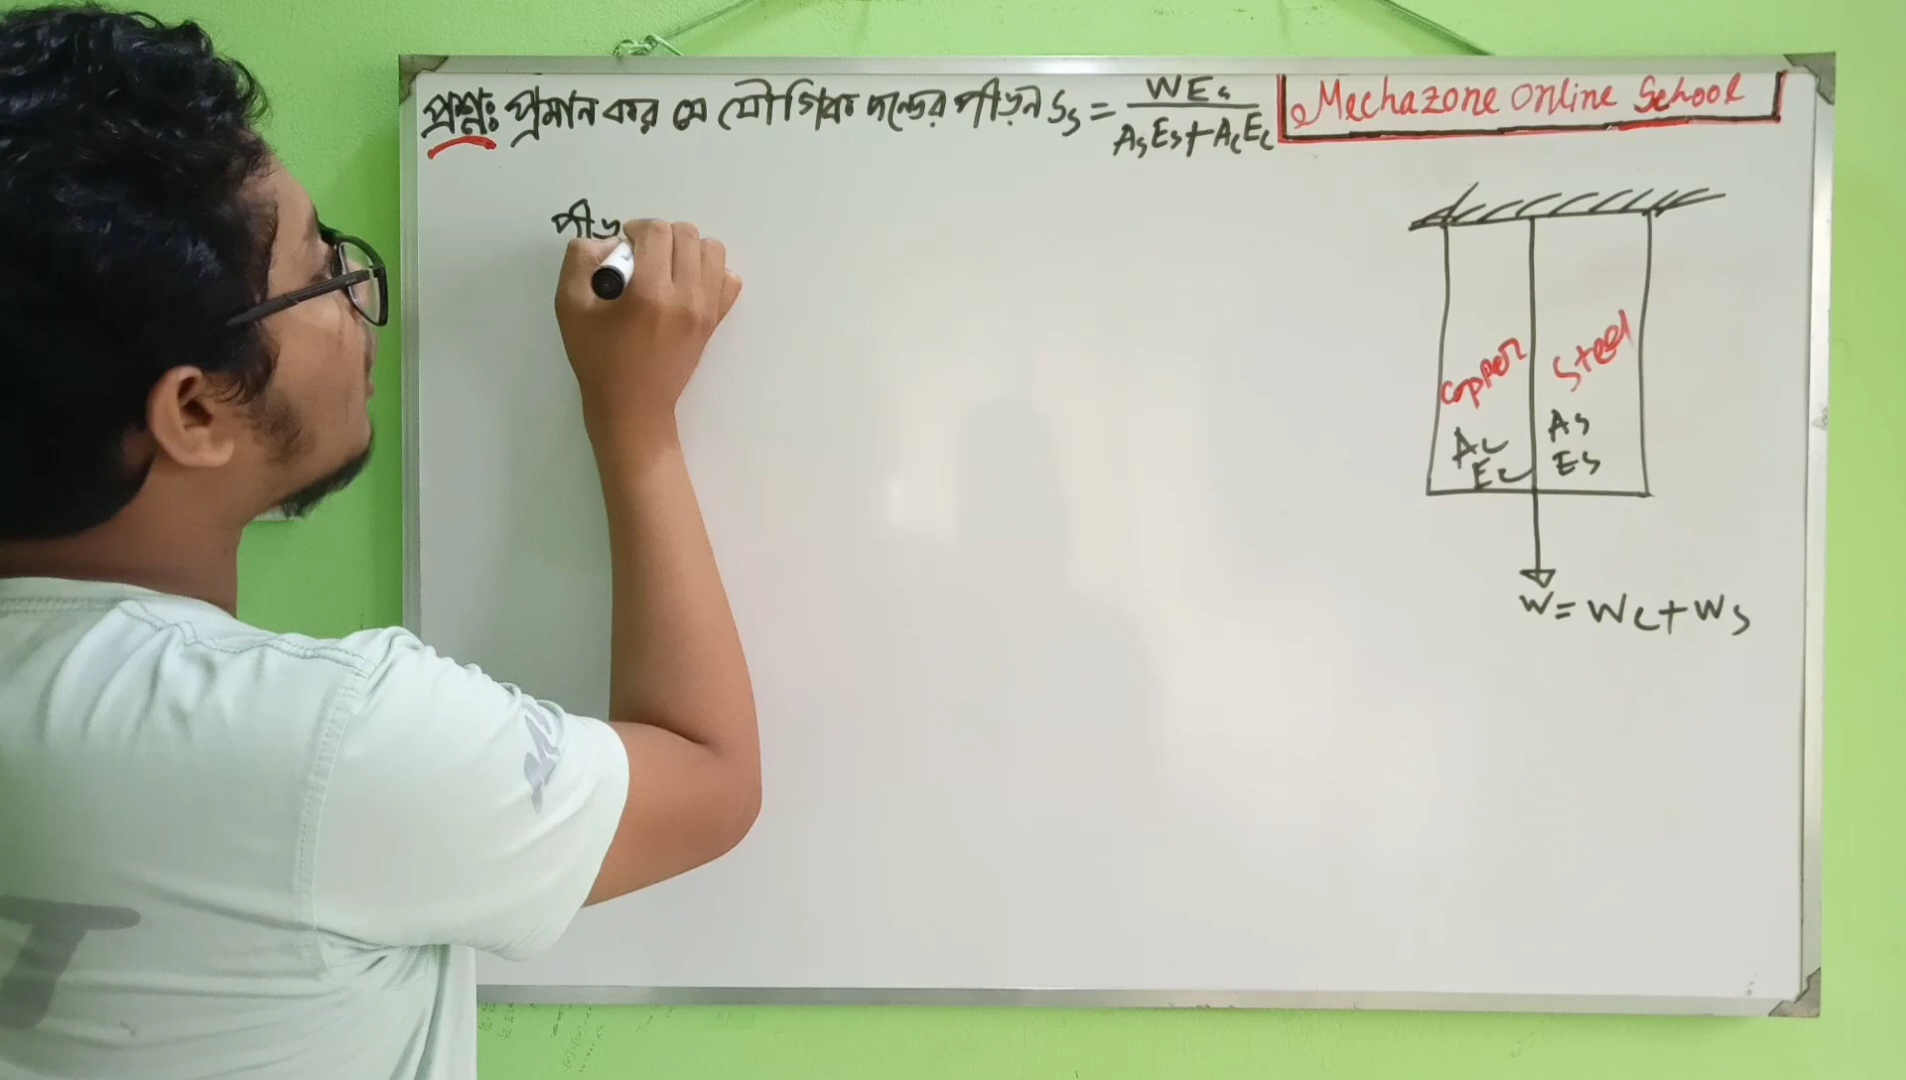 প্রশ্নঃ প্রমান কর যে যৌগিক দন্ডের পীড়ন Ss = WEs / AsEs + AcEc
Mechazone Online School
পীড়
Copper
Steel
Ac
Ec
As
Es
W = Wc + Ws